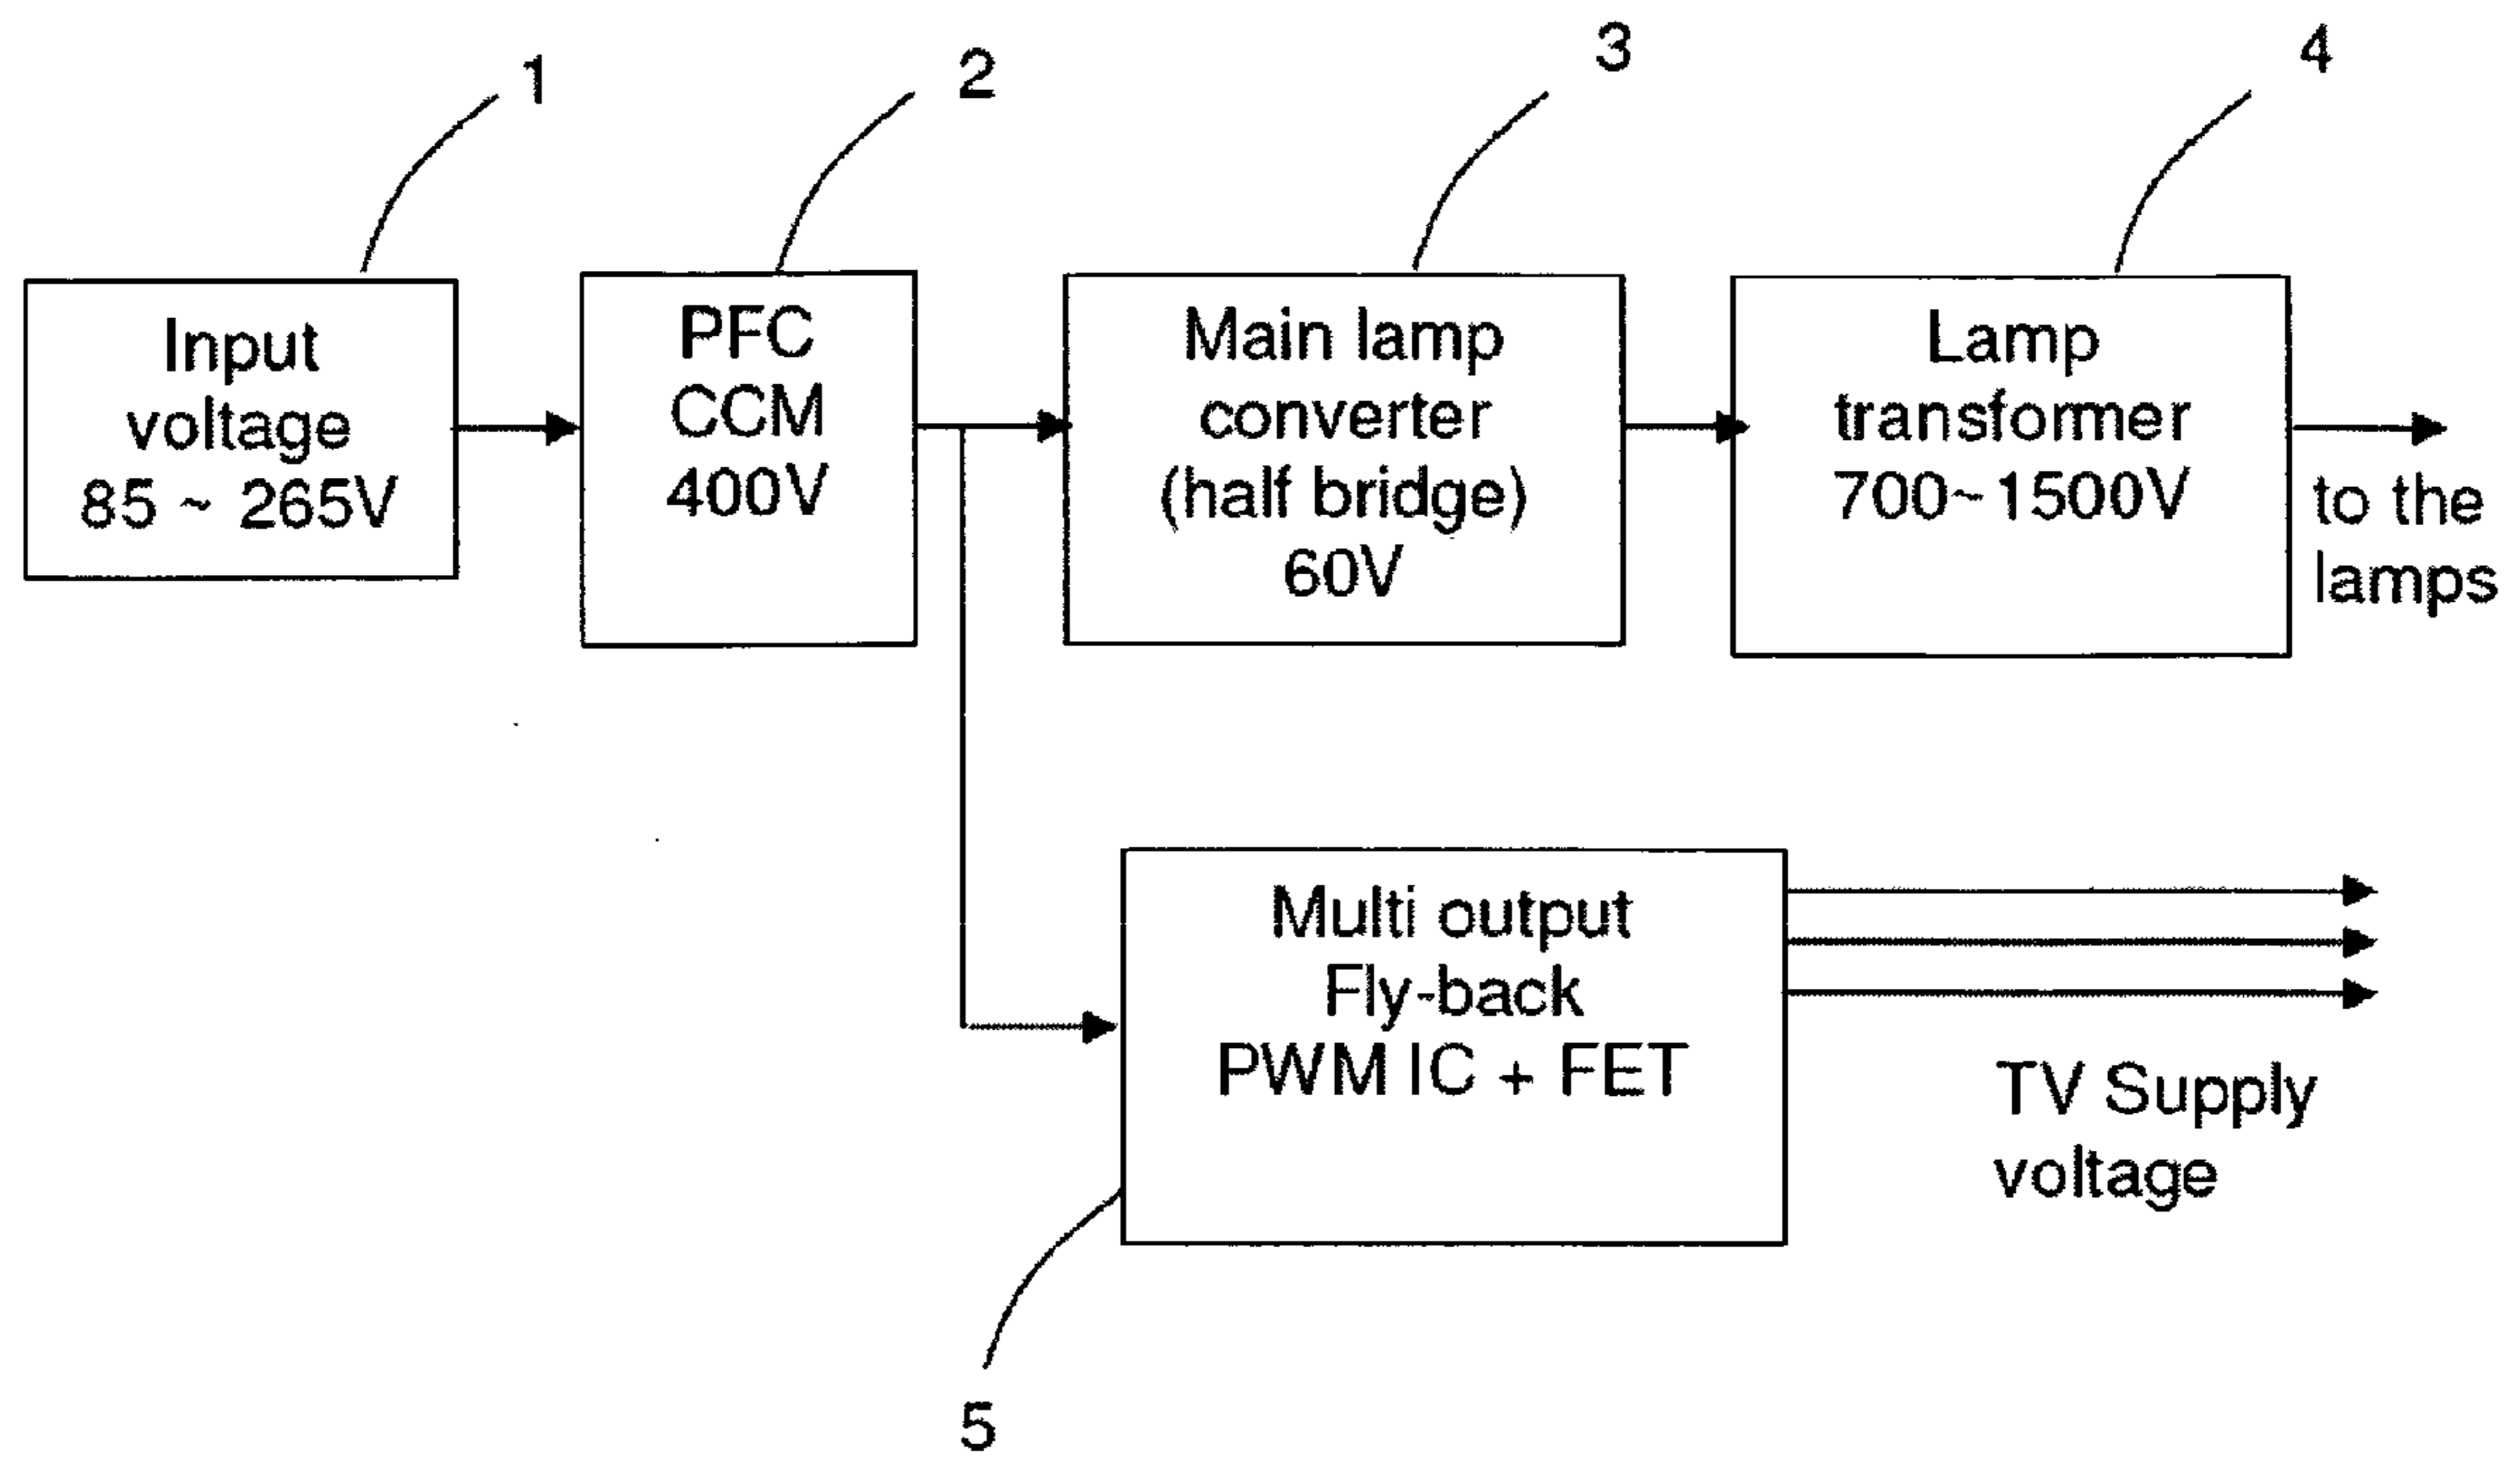 1
2
3
4
Input
voltage
85 ~ 265V
PFC
CCM
400V
Main lamp
converter
(half bridge)
60V
Lamp
transformer
700~1500V
to the
lamps
Multi output
Fly-back
PWM IC + FET
TV Supply
voltage
5